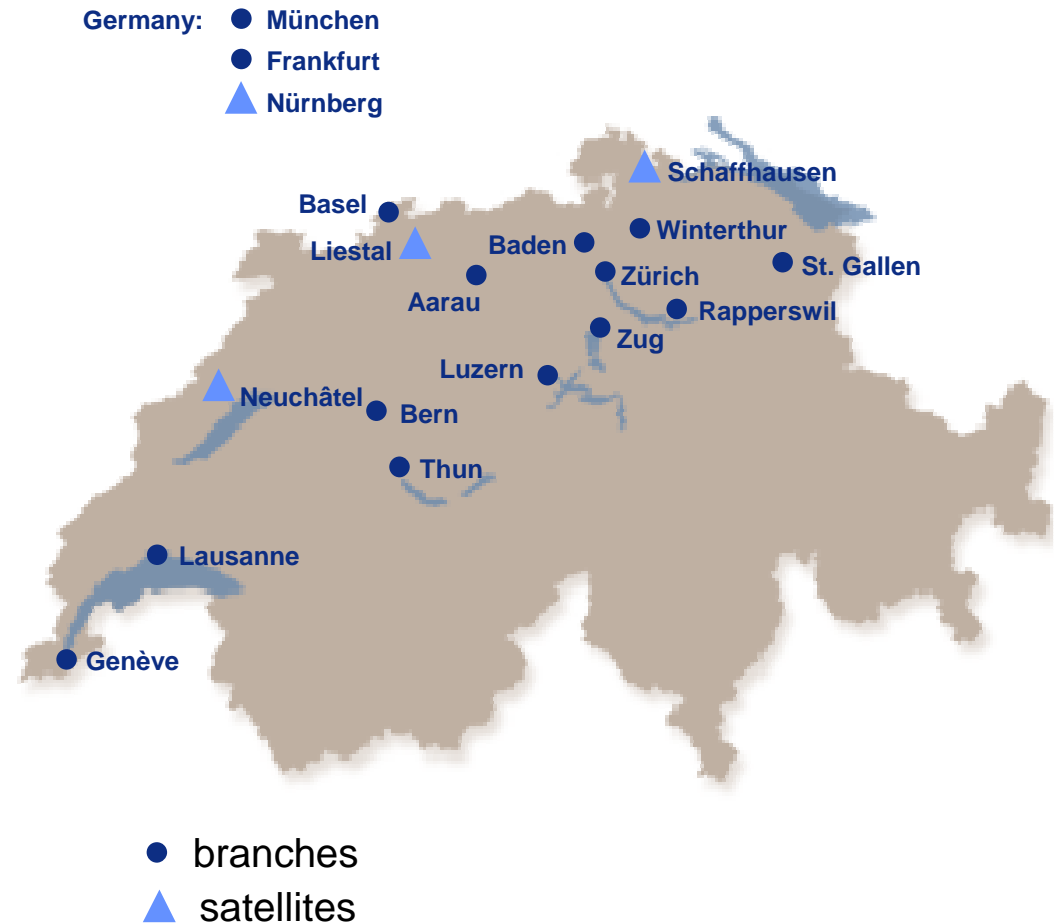 Germany: München
Frankfurt
Nürnberg
Schaffhausen
Basel
Winterthur
Baden
Liestal
St. Gallen
Zürich
Aarau
Rapperswil
Zug
Luzern
Neuchâtel
Bern
Thun
Lausanne
Genève
branches
satellites